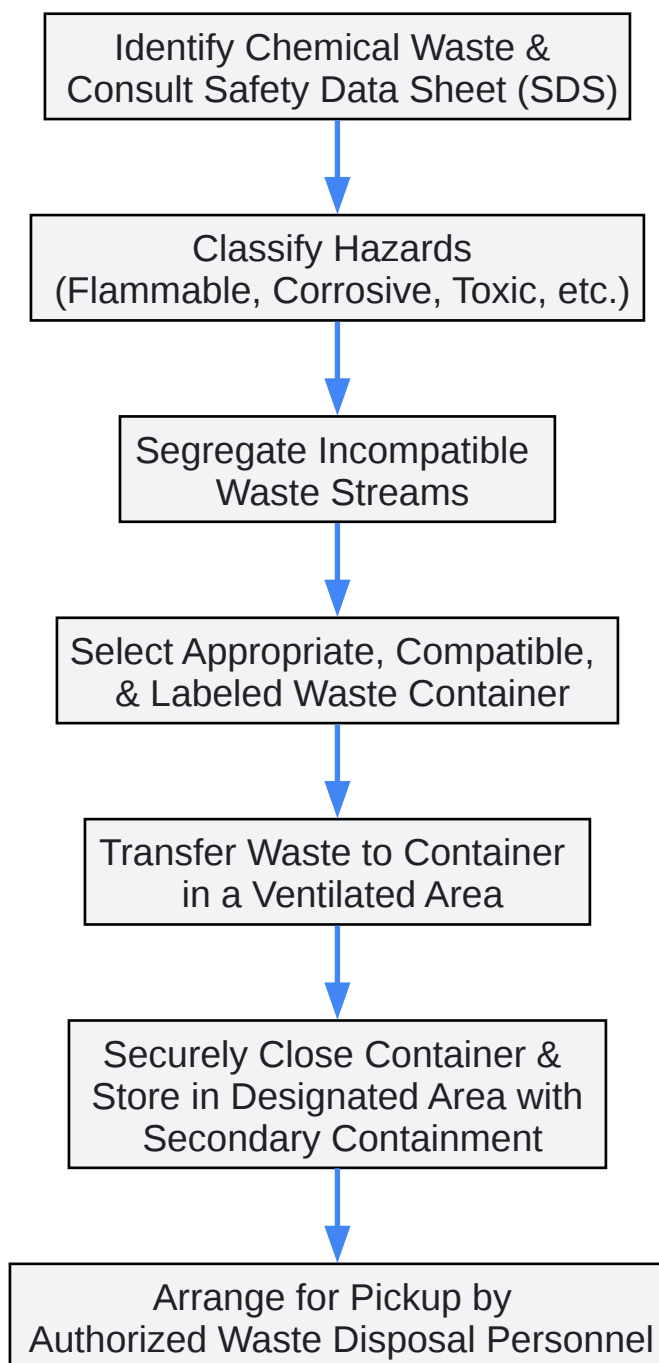 Identify Chemical Waste &
Consult Safety Data Sheet (SDS)
Classify Hazards
(Flammable, Corrosive, Toxic, etc.)
Segregate Incompatible
Waste Streams
Select Appropriate, Compatible,
& Labeled Waste Container
Transfer Waste to Container
in a Ventilated Area
Securely Close Container &
Store in Designated Area with
Secondary Containment
Arrange for Pickup by
Authorized Waste Disposal Personnel